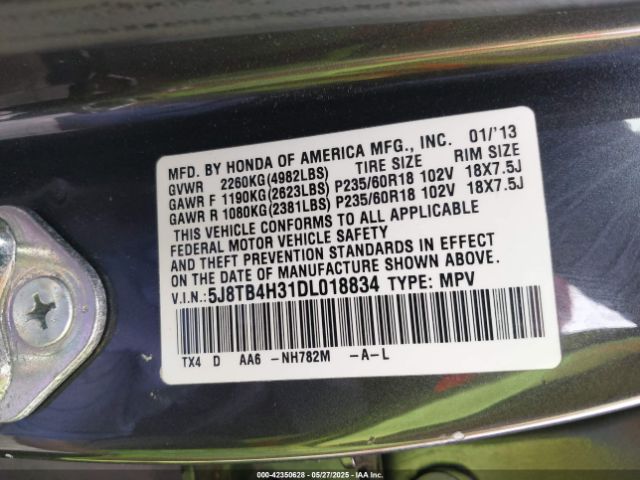 MFD. BY HONDA OF AMERICA MFG., INC. 01/'13
GVWR 2260KG(4982LBS) TIRE SIZE RIM SIZE
GAWR F 1190KG(2623LBS) P235/60R18 102V 18X7.5J
GAWR R 1080KG(2381LBS) P235/60R18 102V 18X7.5J
THIS VEHICLE CONFORMS TO ALL APPLICABLE
FEDERAL MOTOR VEHICLE SAFETY
AND THEFT PREVENTION STANDARDS IN EFFECT
ON THE DATE OF MANUFACTURE SHOWN ABOVE.
V.I.N.:5J8TB4H31DL018834 TYPE: MPV
TX4 D AA6 -NH782M -A-L
000-42350628 - 05/27/2025 - IAAI.CA